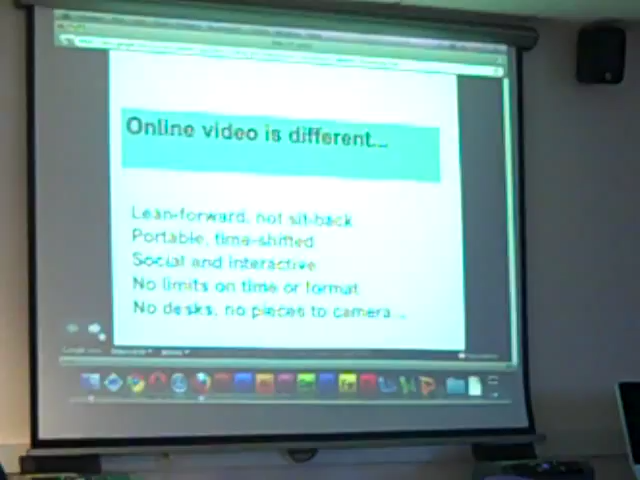 Online video is different...
Lean-forward, not sit-back
Portable, time-shifted
Social and interactive
No limits on time or format
No desks, no pieces to camera...